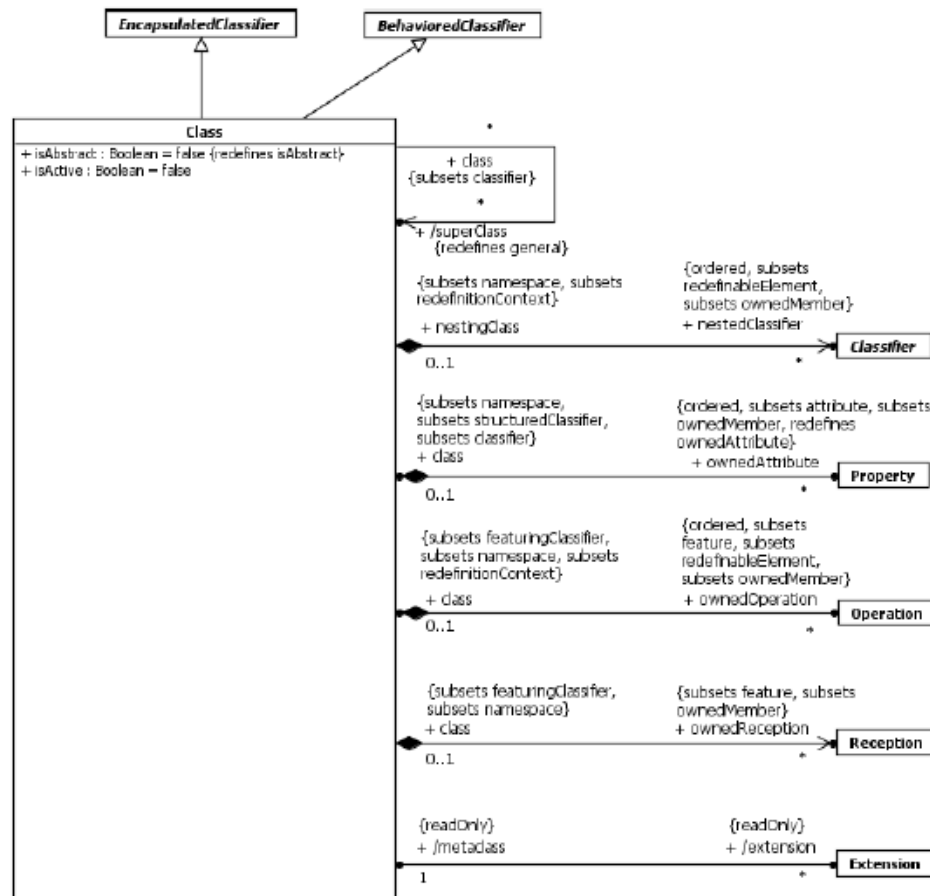 EncapsulatedClassifier
BehavioredClassifier
Class
+ isAbstract : Boolean = false {redefines isAbstract}
+ isActive : Boolean = false
*
+ class
{subsets classifier}
*
+ /superClass
{redefines general}
{subsets namespace, subsets
redefinitionContext}
+ nestingClass
0..1
{ordered, subsets
redefinableElement,
subsets ownedMember}
+ nestedClassifier
*
Classifier
{subsets namespace,
subsets structuredClassifier,
subsets classifier}
+ class
0..1
{ordered, subsets attribute, subsets
ownedMember, redefines
ownedAttribute}
+ ownedAttribute
*
Property
{subsets featuringClassifier,
subsets namespace, subsets
redefinitionContext}
+ class
0..1
{ordered, subsets
feature, subsets
redefinableElement,
subsets ownedMember}
+ ownedOperation
*
Operation
{subsets featuringClassifier,
subsets namespace}
+ class
0..1
{subsets feature, subsets
ownedMember}
+ ownedReception
*
Reception
{readOnly}
+ /metaclass
1
{readOnly}
+ /extension
*
Extension